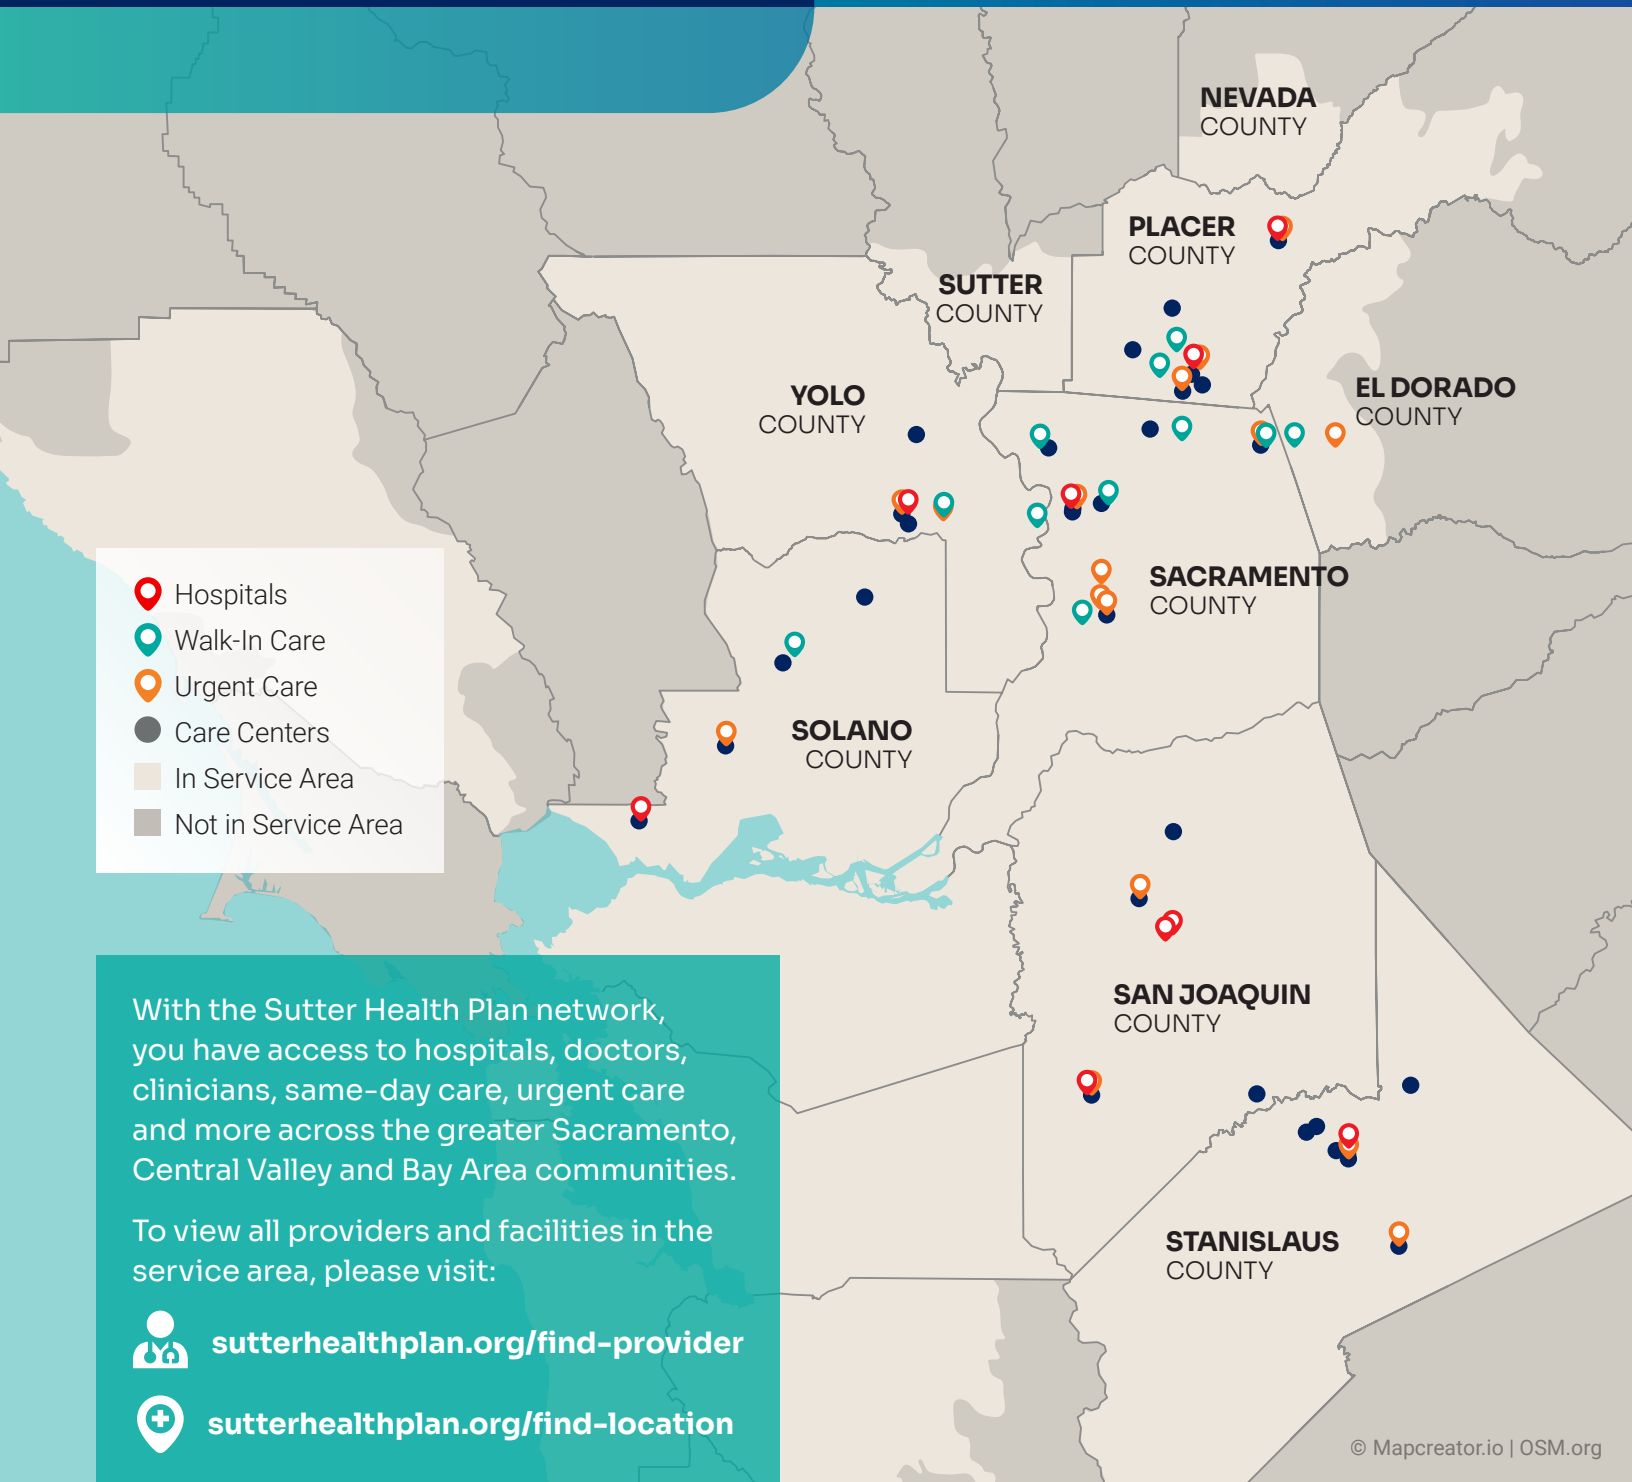 NEVADA
COUNTY
PLACER
COUNTY
SUTTER
COUNTY
EL DORADO
COUNTY
YOLO
COUNTY
SACRAMENTO
COUNTY
Hospitals
Walk-In Care
Urgent Care
Care Centers
In Service Area
Not in Service Area
SOLANO
COUNTY
SAN JOAQUIN
COUNTY
STANISLAUS
COUNTY
With the Sutter Health Plan network,
you have access to hospitals, doctors,
clinicians, same-day care, urgent care
and more across the greater Sacramento,
Central Valley and Bay Area communities.
To view all providers and facilities in the
service area, please visit:
sutterhealthplan.org/find-provider
sutterhealthplan.org/find-location
© Mapcreator.io | OSM.org